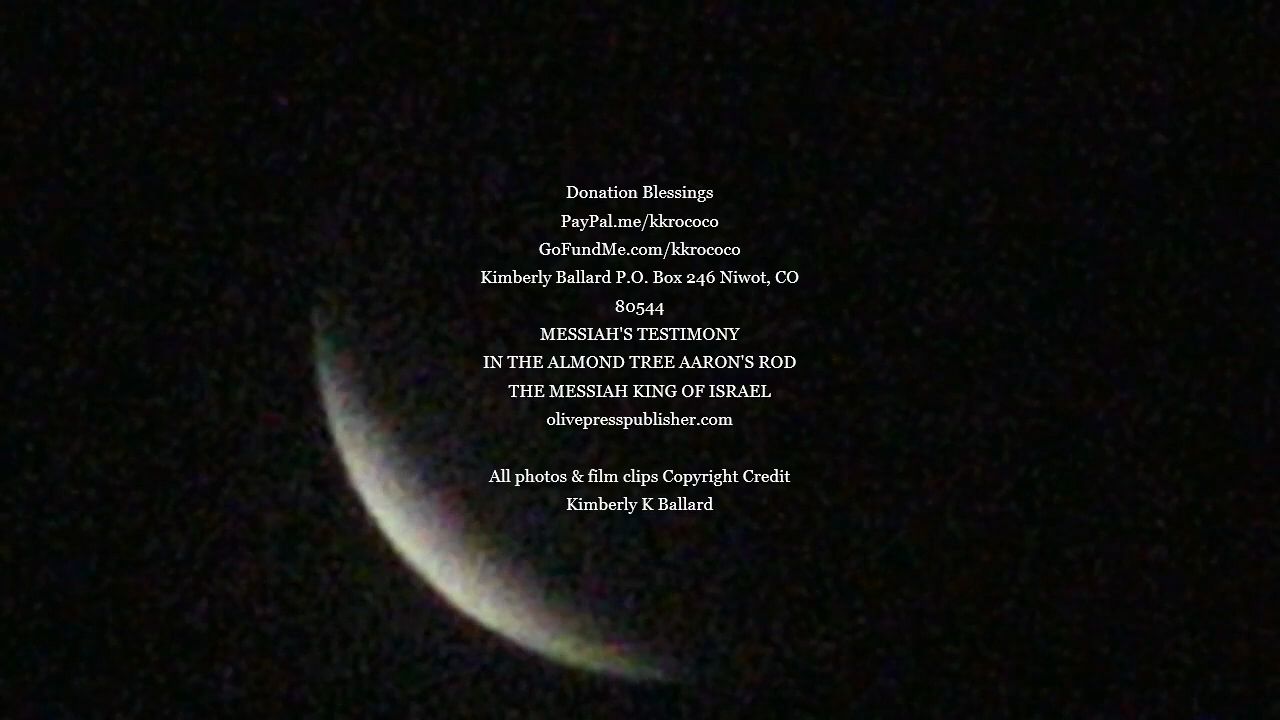 Donation Blessings
PayPal.me/kkrococo
GoFundMe.com/kkrococo
Kimberly Ballard P.O. Box 246 Niwot, CO
80544
MESSIAH'S TESTIMONY
IN THE ALMOND TREE AARON'S ROD
THE MESSIAH KING OF ISRAEL
olivepresspublisher.com
All photos & film clips Copyright Credit
Kimberly K Ballard